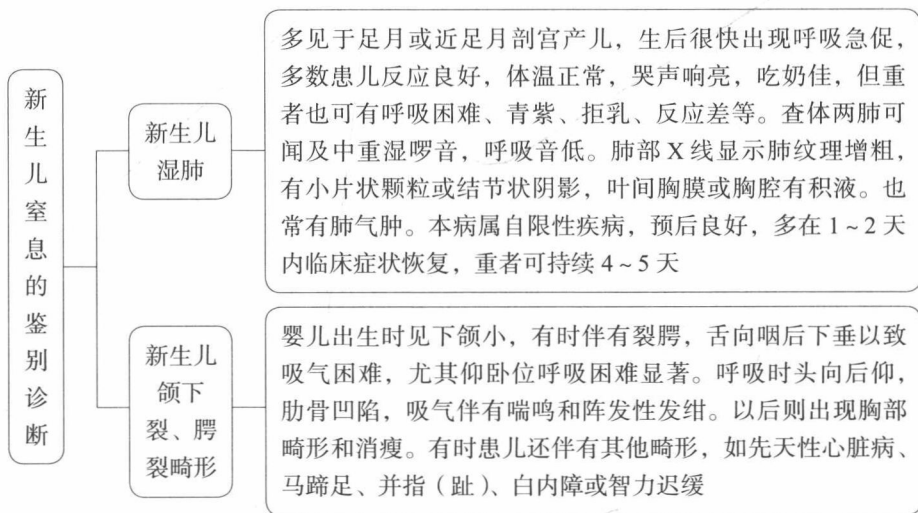 新生儿窒息的鉴别诊断
新生儿
湿肺
多见于足月或近足月剖宫产儿，生后很快出现呼吸急促，
多数患儿反应良好，体温正常，哭声响亮，吃奶佳，但重
者也可有呼吸困难、青紫、拒乳、反应差等。查体两肺可
闻及中重湿啰音，呼吸音低。肺部 X 线显示肺纹理增粗，
有小片状颗粒或结节状阴影，叶间胸膜或胸腔有积液。也
常有肺气肿。本病属自限性疾病，预后良好，多在 1～2 天
内临床症状恢复，重者可持续 4～5 天
新生儿
颌下
裂、腭
裂畸形
婴儿出生时见下颌小，有时伴有裂腭，舌向咽后下垂以致
吸气困难，尤其仰卧位呼吸困难显著。呼吸时头向后仰，
肋骨凹陷，吸气伴有喘鸣和阵发性发绀。以后则出现胸部
畸形和消瘦。有时患儿还伴有其他畸形，如先天性心脏病、
马蹄足、并指（趾）、白内障或智力迟缓